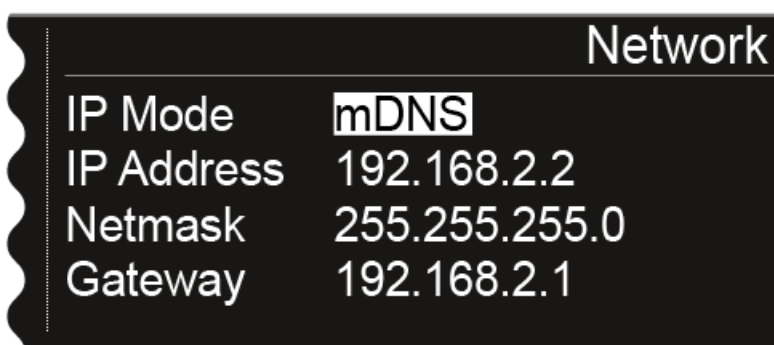 Network
IP Mode mDNS
IP Address 192.168.2.2
Netmask 255.255.255.0
Gateway 192.168.2.1